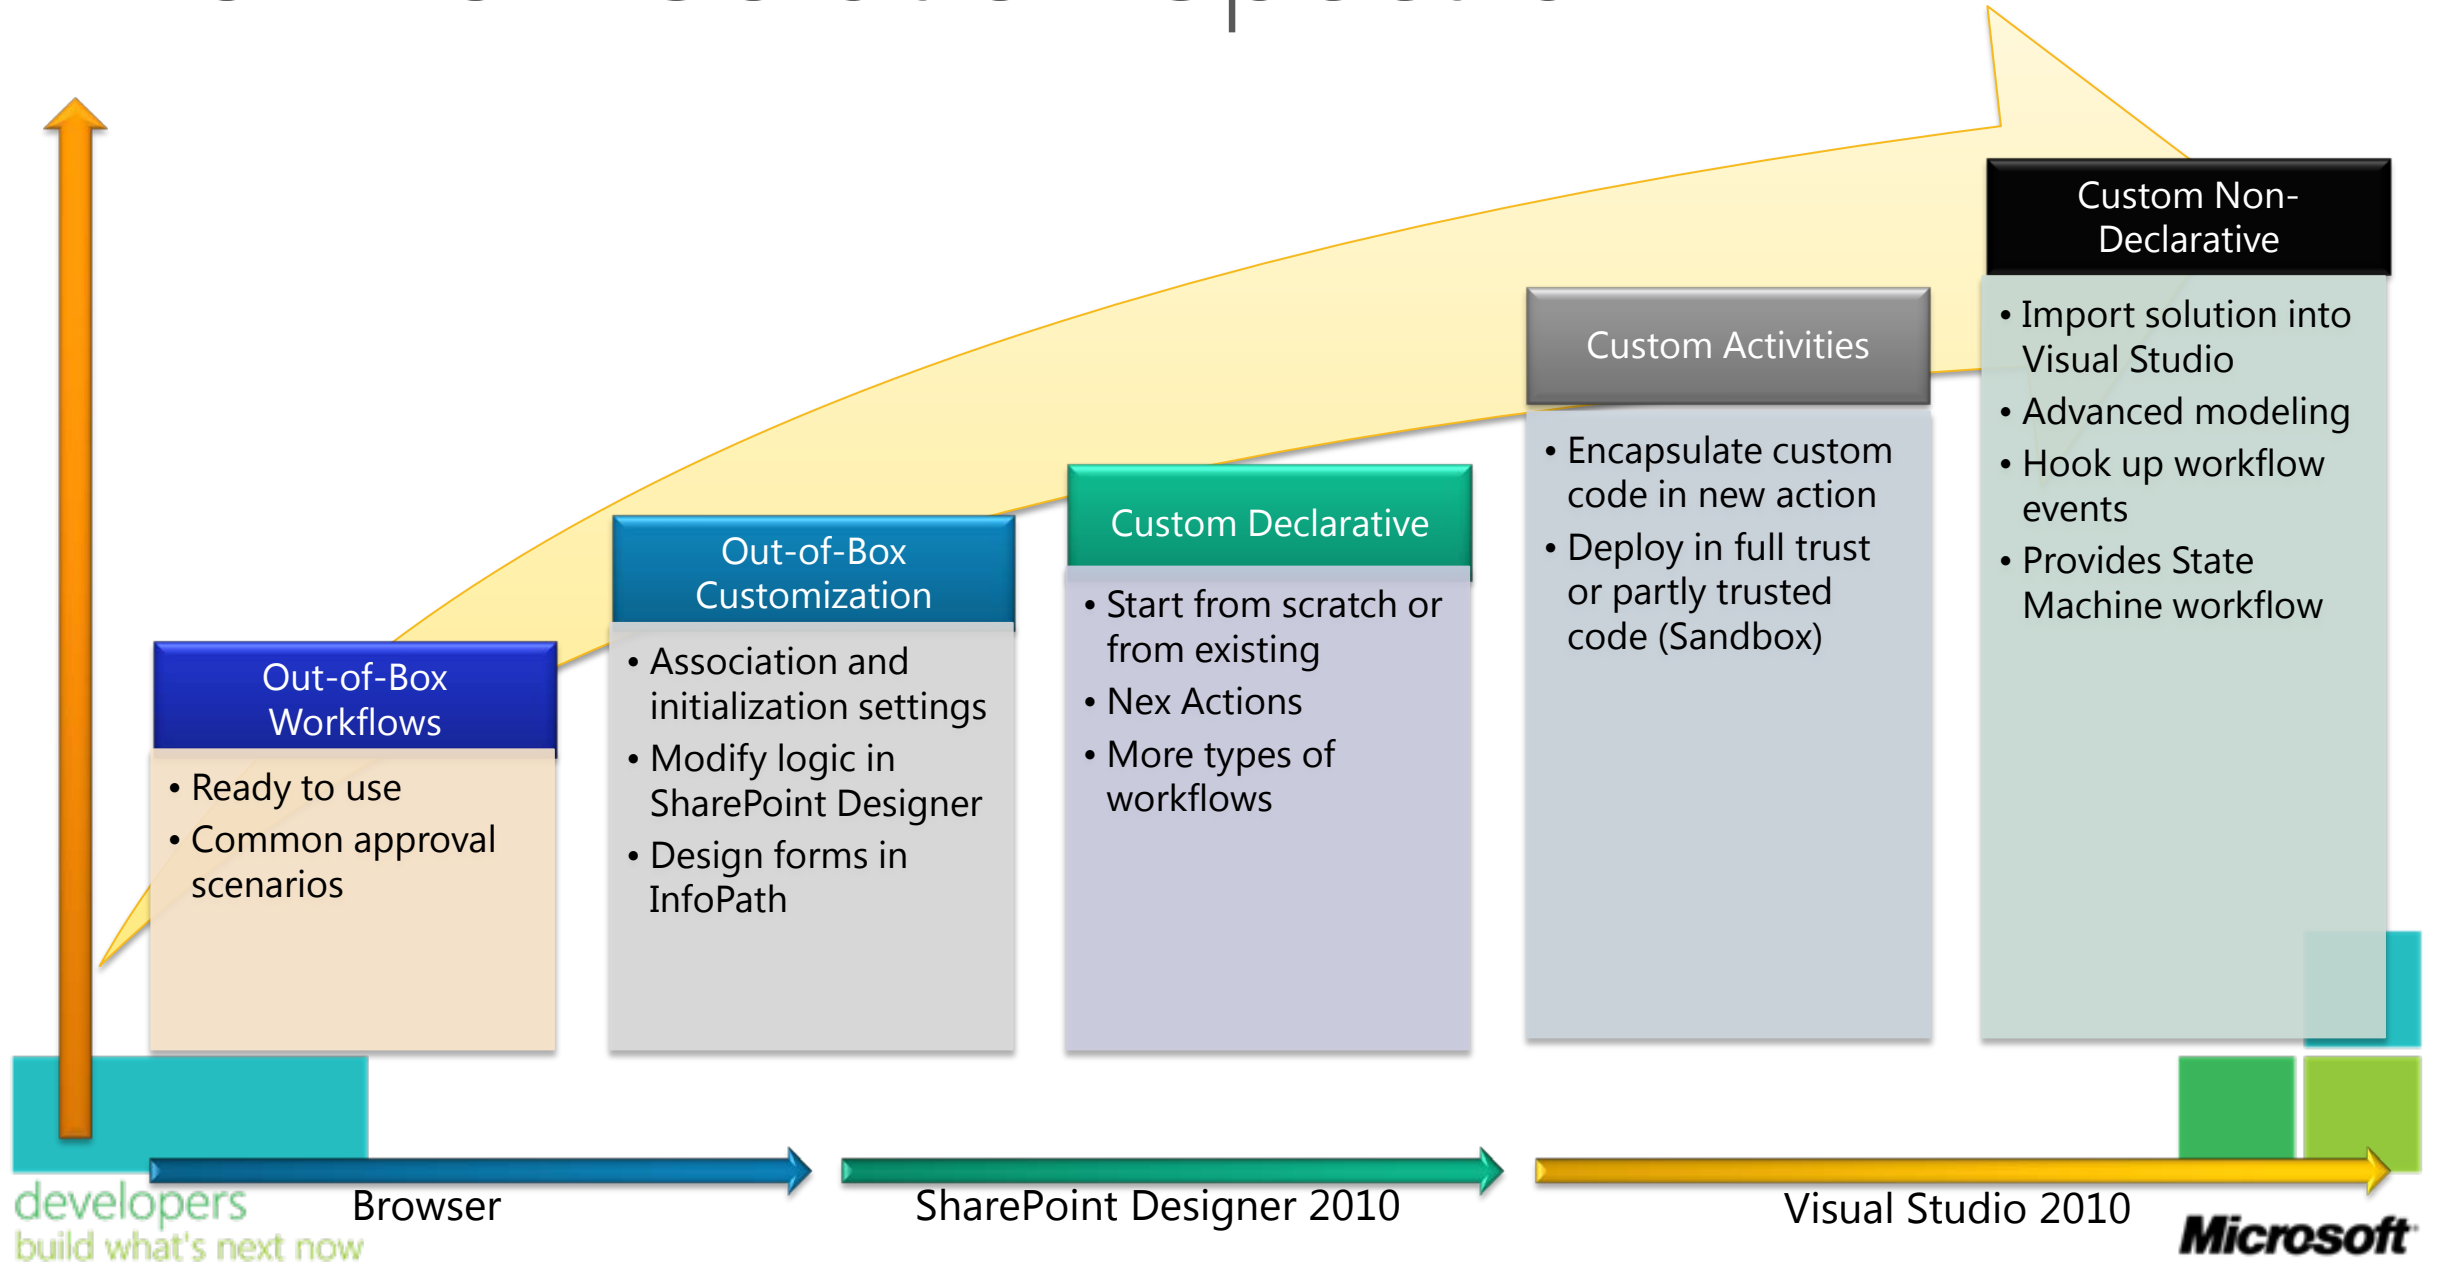 Out-of-Box
Workflows
• Ready to use
• Common approval
scenarios
Out-of-Box
Customization
• Association and
initialization settings
• Modify logic in
SharePoint Designer
• Design forms in
InfoPath
Custom Declarative
• Start from scratch or
from existing
• Nex Actions
• More types of
workflows
Custom Activities
• Encapsulate custom
code in new action
• Deploy in full trust
or partly trusted
code (Sandbox)
Custom Non-
Declarative
• Import solution into
Visual Studio
• Advanced modeling
• Hook up workflow
events
• Provides State
Machine workflow
Browser
SharePoint Designer 2010
Visual Studio 2010
developers
build what's next now
Microsoft